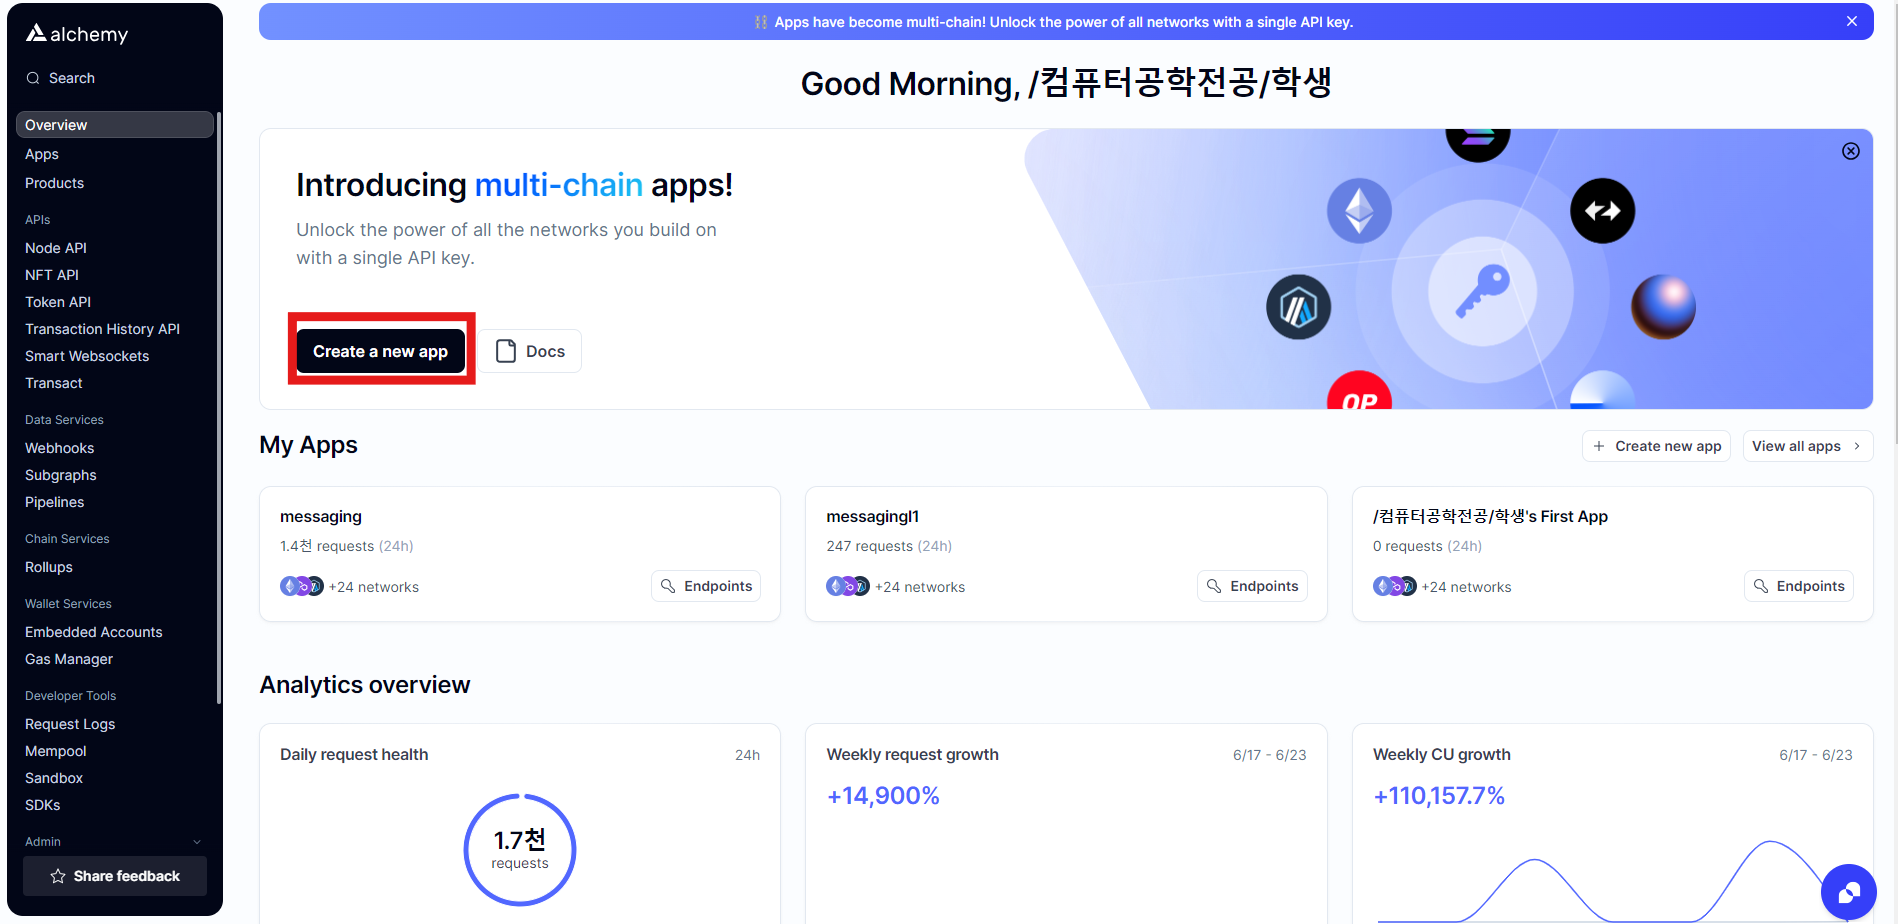 alchemy
Search
Overview
Apps
Products
APIs
Node API
NFT API
Token API
Transaction History API
Smart Websockets
Transact
Data Services
Webhooks
Subgraphs
Pipelines
Chain Services
Rollups
Wallet Services
Embedded Accounts
Gas Manager
Developer Tools
Request Logs
Mempool
Sandbox
SDKs
Admin
Share feedback
Apps have become multi-chain! Unlock the power of all networks with a single API key.
Good Morning, /컴퓨터공학전공/학생
Introducing multi-chain apps!
Unlock the power of all the networks you build on
with a single API key.
Create a new app
Docs
OP
My Apps
+ Create new app
View all apps
messaging
1.4천 requests (24h)
+24 networks
Endpoints
messagingl1
247 requests (24h)
+24 networks
Endpoints
/컴퓨터공학전공/학생's First App
0 requests (24h)
+24 networks
Endpoints
Analytics overview
Daily request health
24h
1.7천
requests
Weekly request growth
6/17 - 6/23
+14,900%
Weekly CU growth
6/17 - 6/23
+110,157.7%